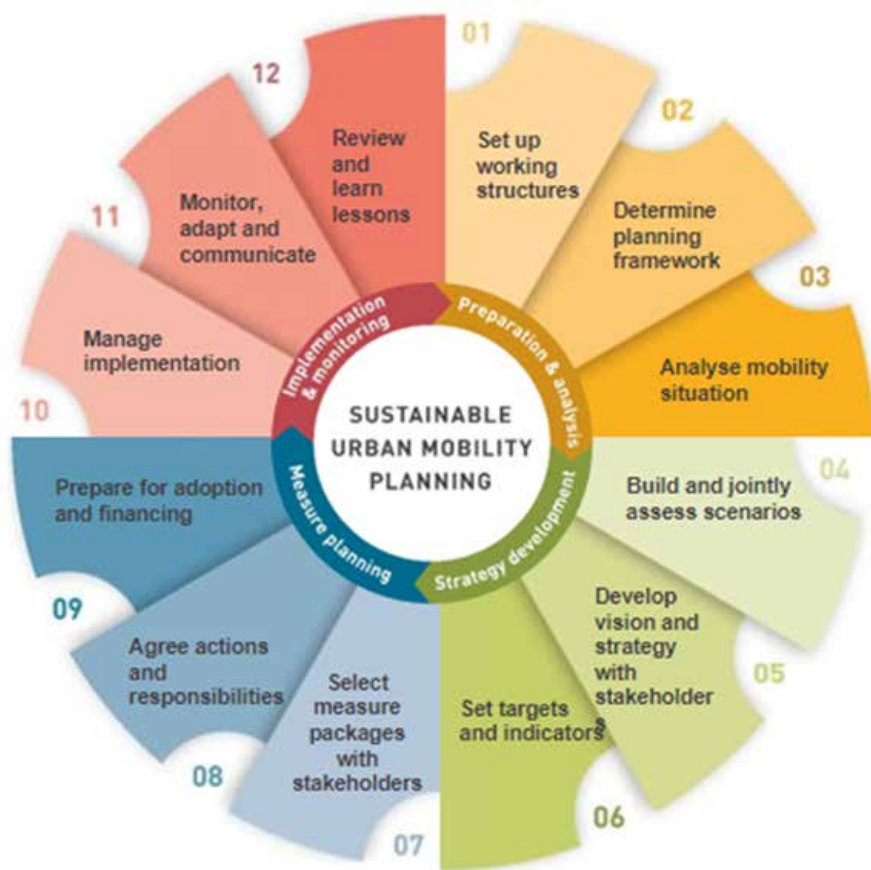 01
Set up
working
structures
02
Determine
planning
framework
03
Analyse mobility
situation
04
Build and jointly
assess scenarios
05
Develop
vision and
strategy
with
stakeholder
s
06
Set targets
and indicators
07
Select
measure
packages
with
stakeholders
08
Agree actions
and
responsibilities
09
Prepare for adoption
and financing
10
Manage
implementation
11
Monitor,
adapt and
communicate
12
Review
and
learn
lessons
Preparation & analysis
Strategy development
Measure planning
Implementation
& monitoring
SUSTAINABLE
URBAN MOBILITY
PLANNING